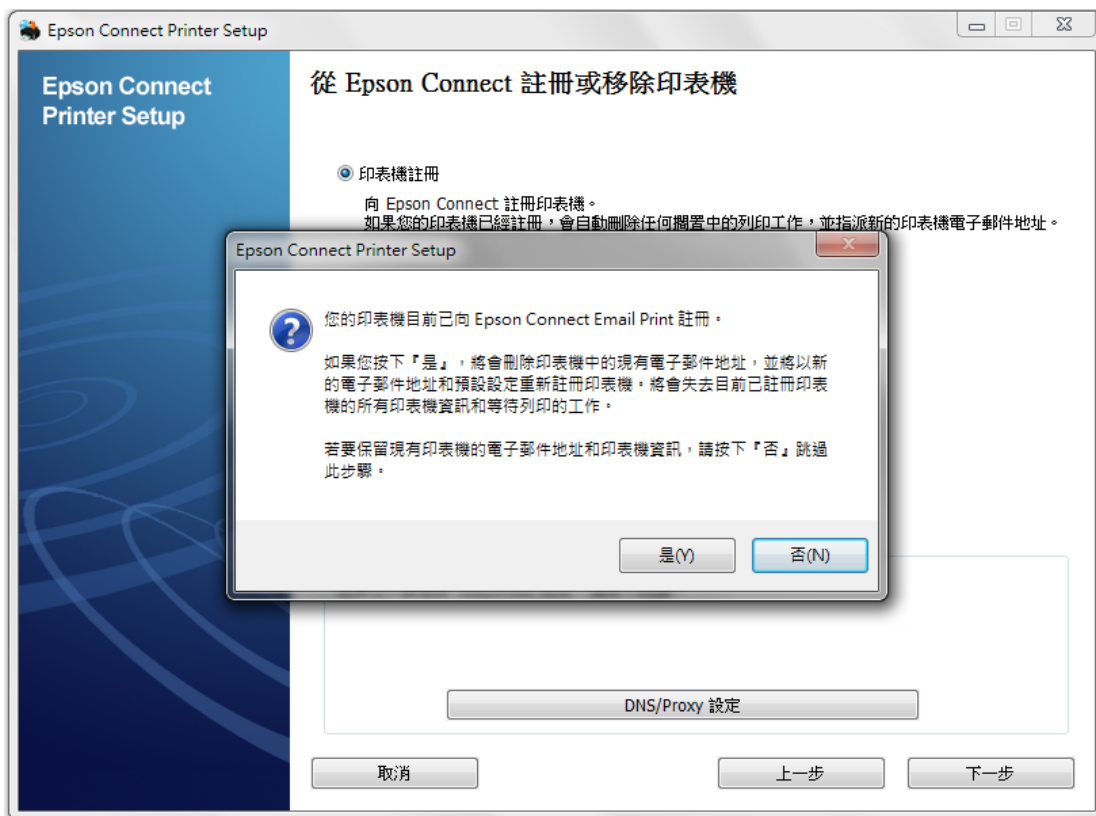 Epson Connect Printer Setup
Epson Connect
Printer Setup
從 Epson Connect 註冊或移除印表機
印表機註冊
向 Epson Connect 註冊印表機。
如果您的印表機已經註冊，會自動刪除任何擱置中的列印工作，並指派新的印表機電子郵件地址。
Epson Connect Printer Setup
您的印表機目前已向 Epson Connect Email Print 註冊。
如果您按下『是』，將會刪除印表機中的現有電子郵件地址，並將以新
的電子郵件地址和預設設定重新註冊印表機。將會失去目前已註冊印表
機的所有印表機資訊和等待列印的工作。
若要保留現有印表機的電子郵件地址和印表機資訊，請按下『否』跳過
此步驟。
是(Y)
否(N)
DNS/Proxy 設定
取消
上一步
下一步